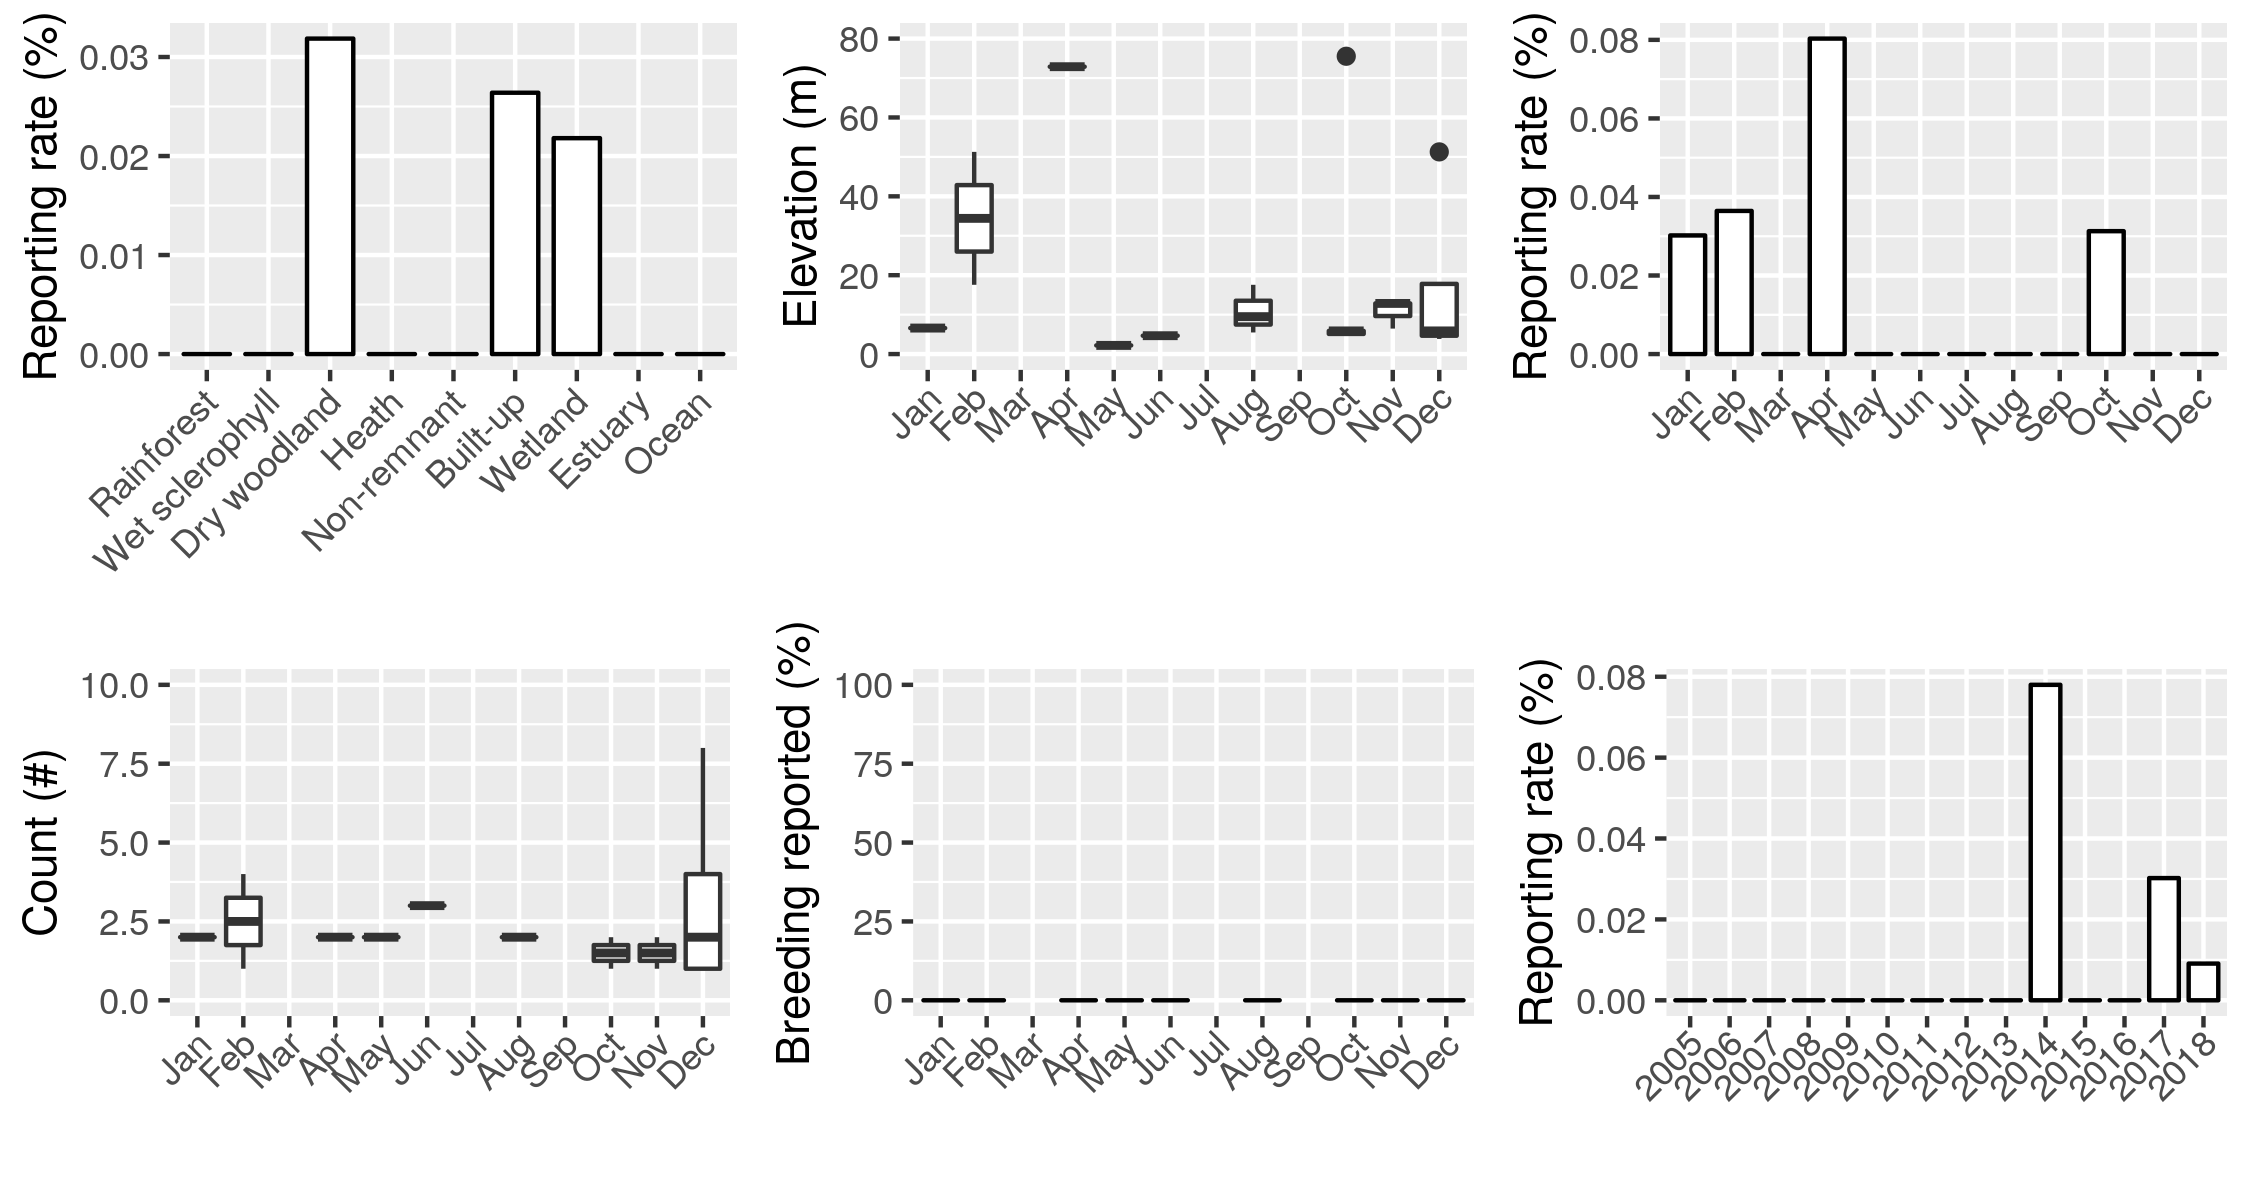 Reporting rate (%)
0.03
0.02
0.01
0.00
Rainforest
Wet sclerophyll
Dry woodland
Heath
Non-remnant
Built-up
Wetland
Estuary
Ocean
Elevation (m)
80
60
40
20
0
Jan Feb Mar Apr May Jun Jul Aug Sep Oct Nov Dec
Reporting rate (%)
0.08
0.06
0.04
0.02
0.00
Jan Feb Mar Apr May Jun Jul Aug Sep Oct Nov Dec
Count (#)
10.0
7.5
5.0
2.5
0.0
Jan Feb Mar Apr May Jun Jul Aug Sep Oct Nov Dec
Breeding reported (%)
100
75
50
25
0
Jan Feb Mar Apr May Jun Jul Aug Sep Oct Nov Dec
Reporting rate (%)
0.08
0.06
0.04
0.02
0.00
2005 2006 2007 2008 2009 2010 2011 2012 2013 2014 2015 2016 2017 2018